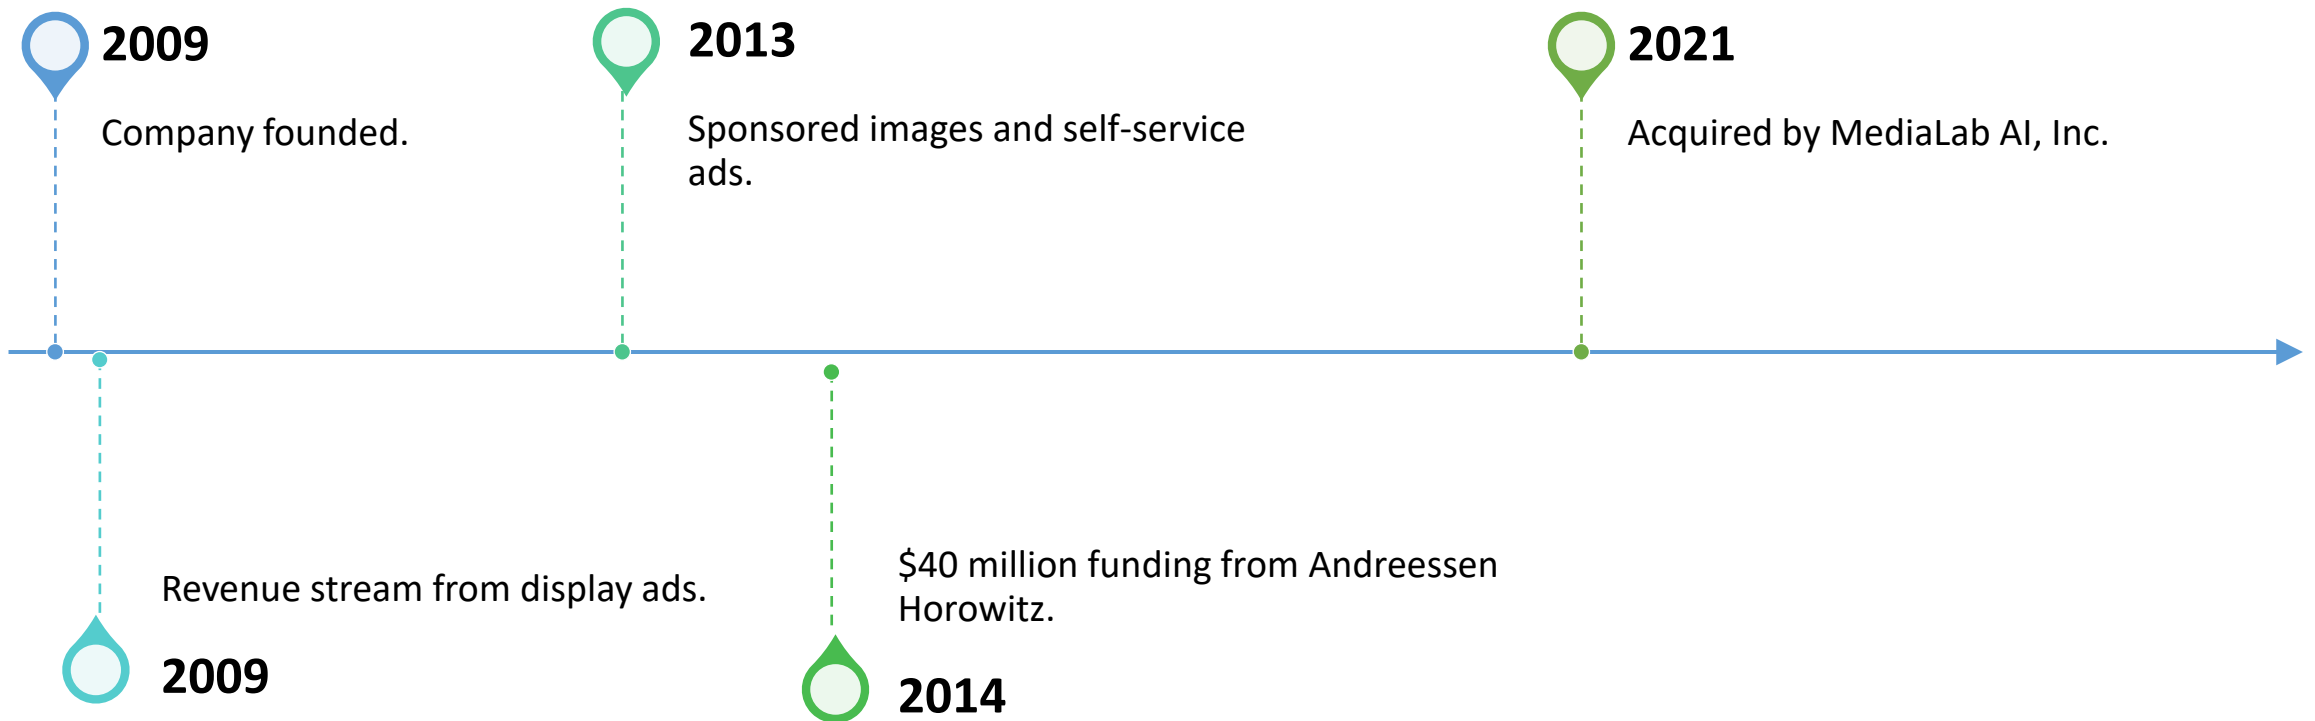 2009
Company founded.
2013
Sponsored images and self-service
ads.
2021
Acquired by MediaLab AI, Inc.
Revenue stream from display ads.
2009
$40 million funding from Andreessen
Horowitz.
2014